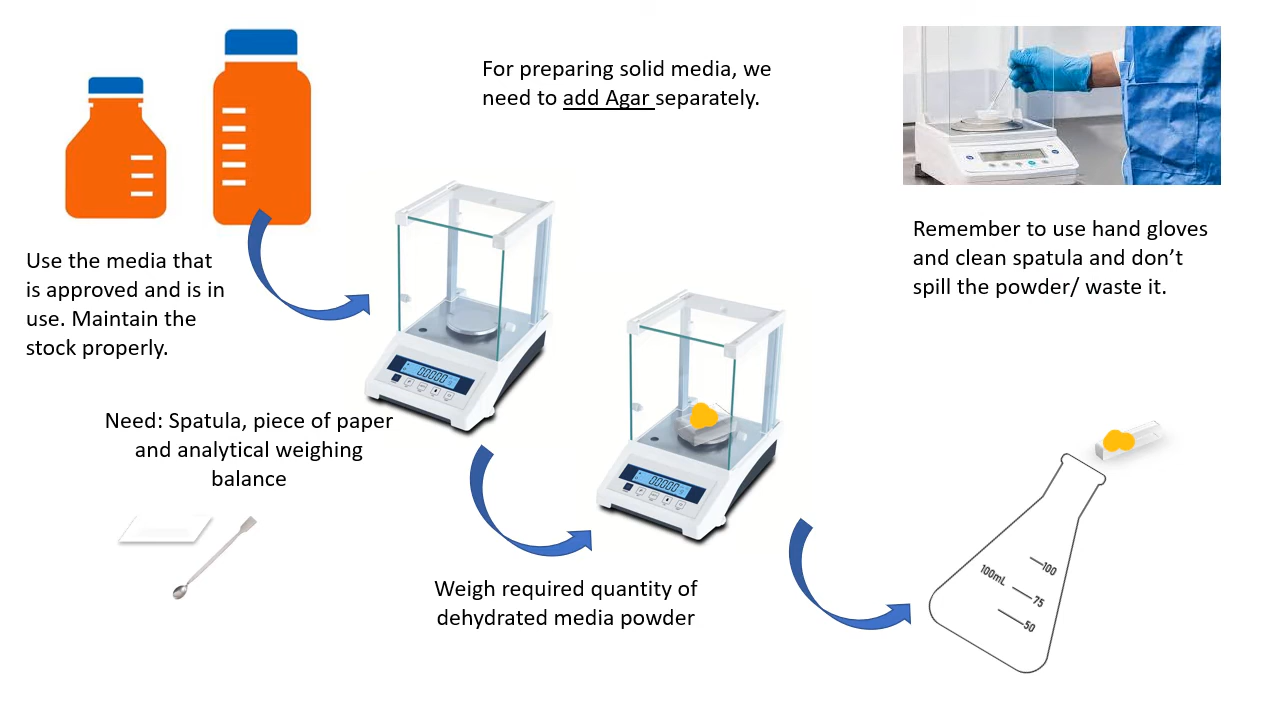 For preparing solid media, we
need to add Agar separately.
Use the media that
is approved and is in
use. Maintain the
stock properly.
Remember to use hand gloves
and clean spatula and don’t
spill the powder/ waste it.
Need: Spatula, piece of paper
and analytical weighing
balance
00000
00000
Weigh required quantity of
dehydrated media powder
100mL
100
75
50